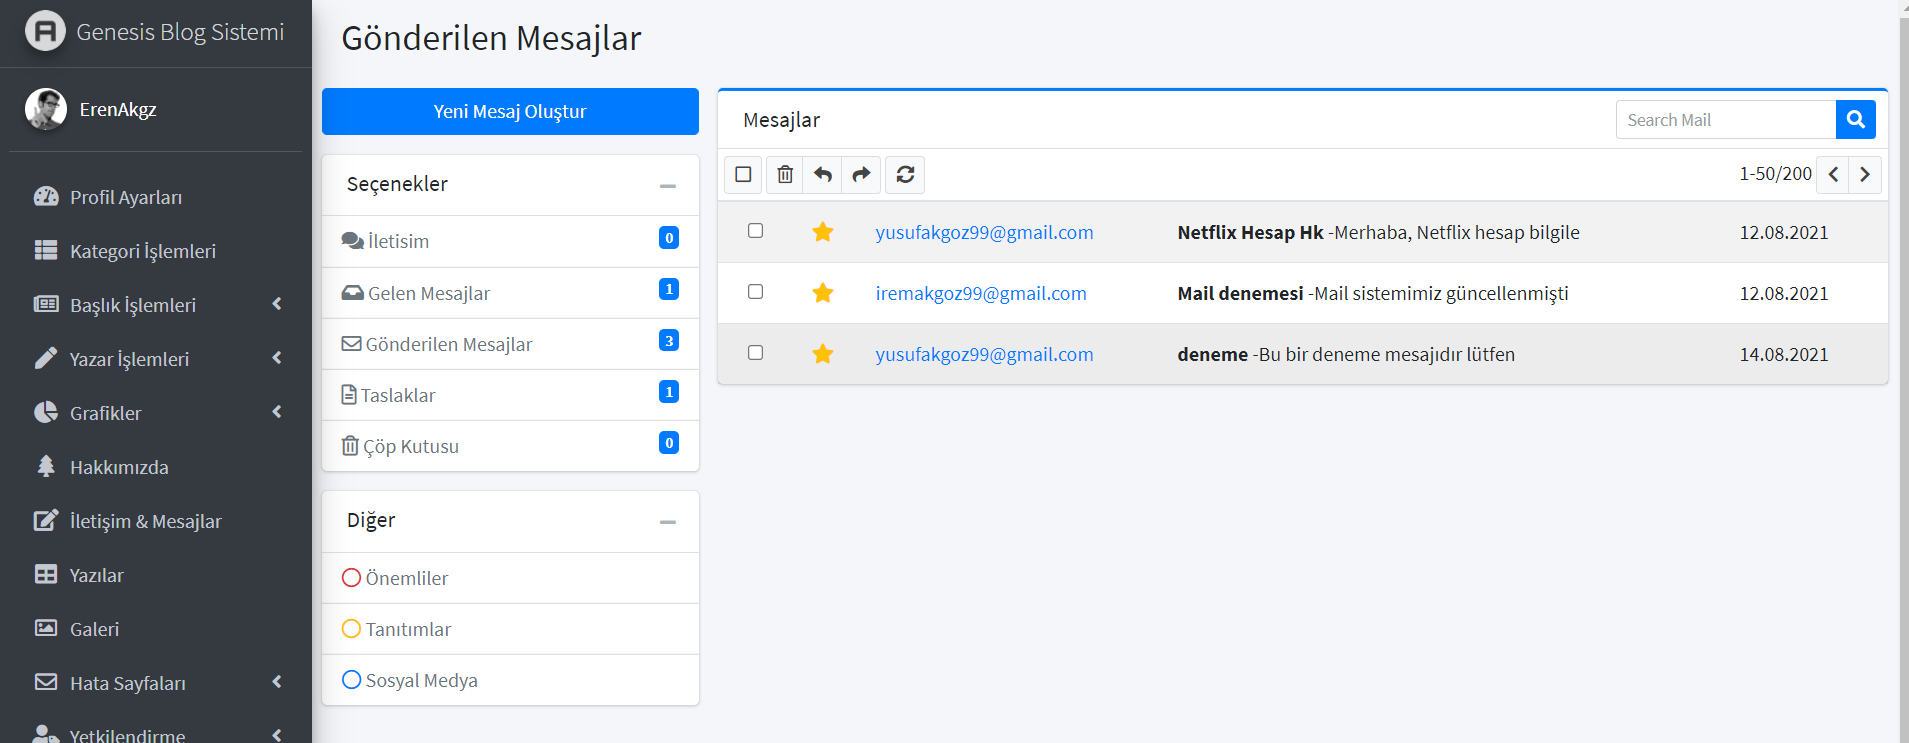 Genesis Blog Sistemi
ErenAkgz
Profil Ayarları
Kategori İşlemleri
Başlık İşlemleri
Yazar İşlemleri
Grafikler
Hakkımızda
İletişim & Mesajlar
Yazılar
Galeri
Hata Sayfaları
Yetkilendirme
Gönderilen Mesajlar
Yeni Mesaj Oluştur
Seçenekler
İletisim 0
Gelen Mesajlar 1
Gönderilen Mesajlar 3
Taslaklar 1
Çöp Kutusu 0
Diğer
Önemliler
Tanıtımlar
Sosyal Medya
Mesajlar
Search Mail
1-50/200
yusufakgoz99@gmail.com Netflix Hesap Hk -Merhaba, Netflix hesap bilgile 12.08.2021
iremakgoz99@gmail.com Mail denemesi -Mail sistemimiz güncellenmişti 12.08.2021
yusufakgoz99@gmail.com deneme -Bu bir deneme mesajıdır lütfen 14.08.2021